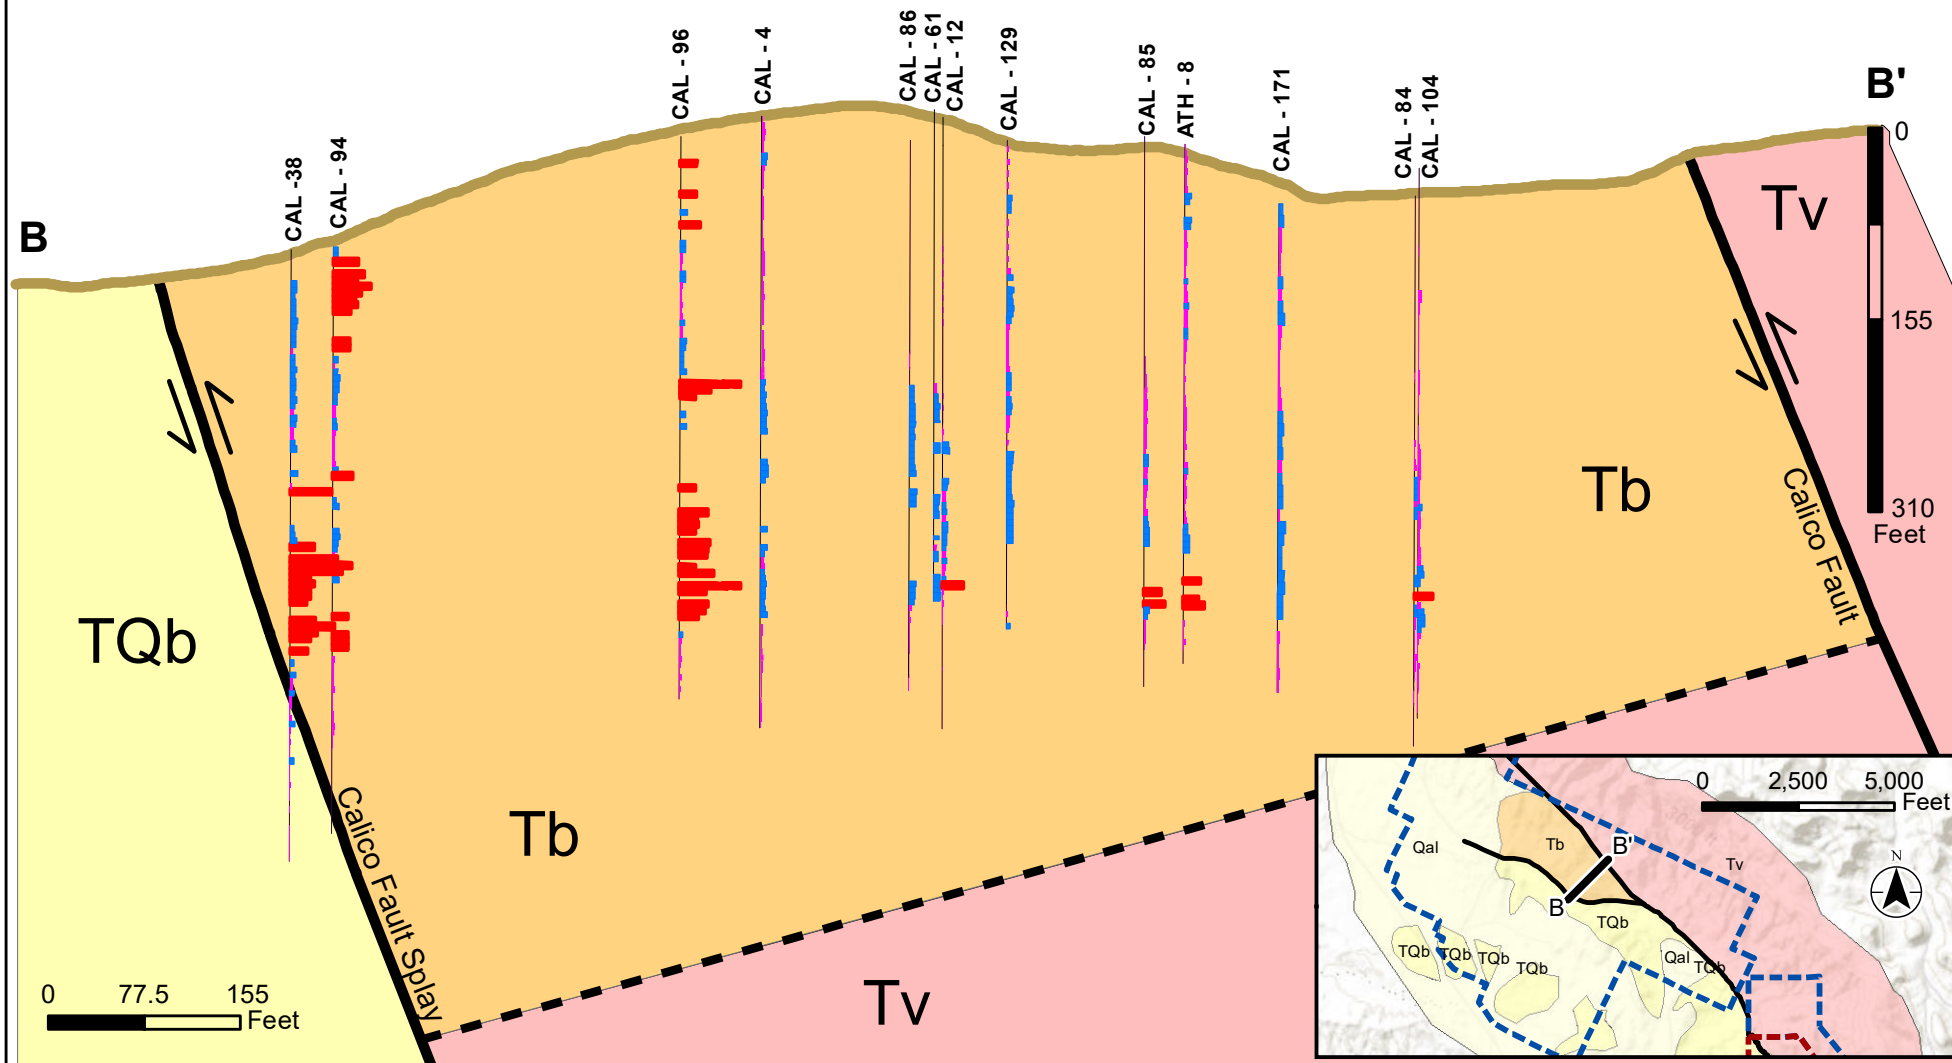 CAL -38
CAL - 94
CAL - 96
CAL - 4
CAL - 86
CAL - 61
CAL - 12
CAL - 129
CAL - 85
ATH - 8
CAL - 171
CAL - 84
CAL - 104
B
B'
0
155
310
Feet
Tv
Tb
Calico Fault
TQb
Tb
Calico Fault Splay
Tv
0 77.5 155
Feet
0 2,500 5,000
Feet
Qal
Tb
B'
Tv
N
B
TQb
TQb
TQb
TQb
TQb
Qal
TQb